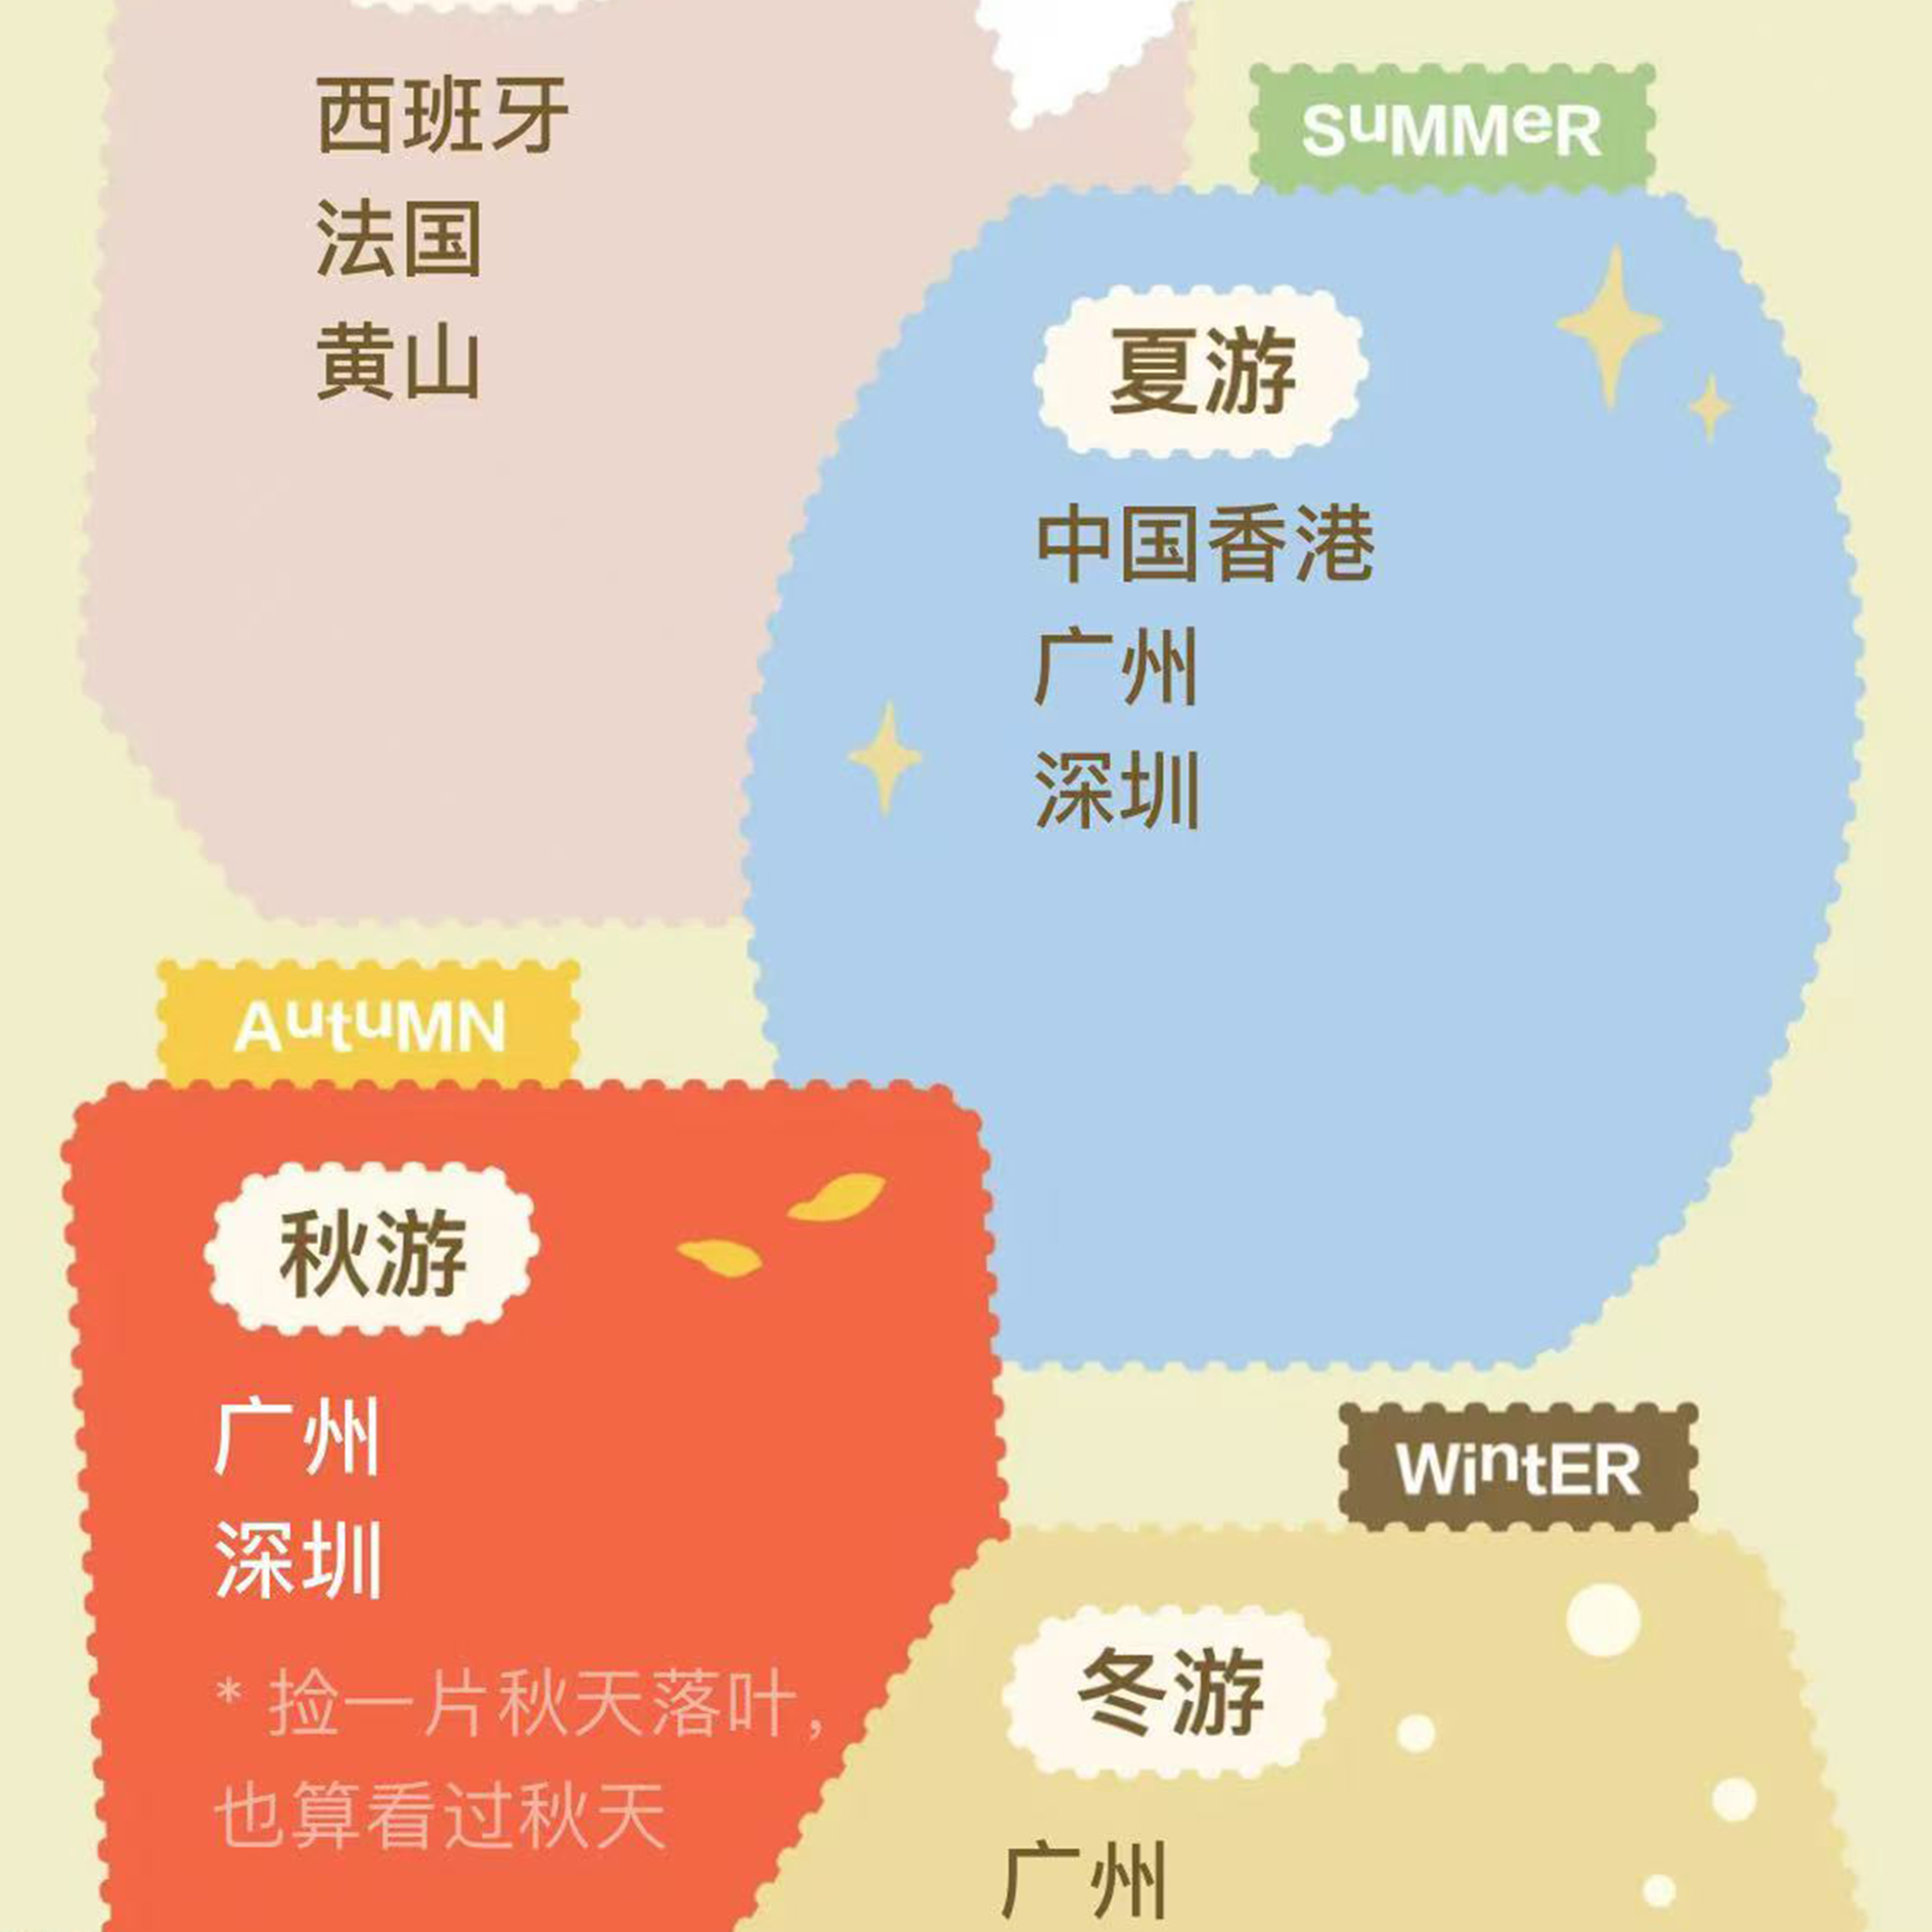 西班牙
法国
黄山
SuMMeR
夏游
中国香港
广州
深圳
AutuMN
秋游
广州
深圳
* 捡一片秋天落叶，
也算看过秋天
WintER
冬游
广州